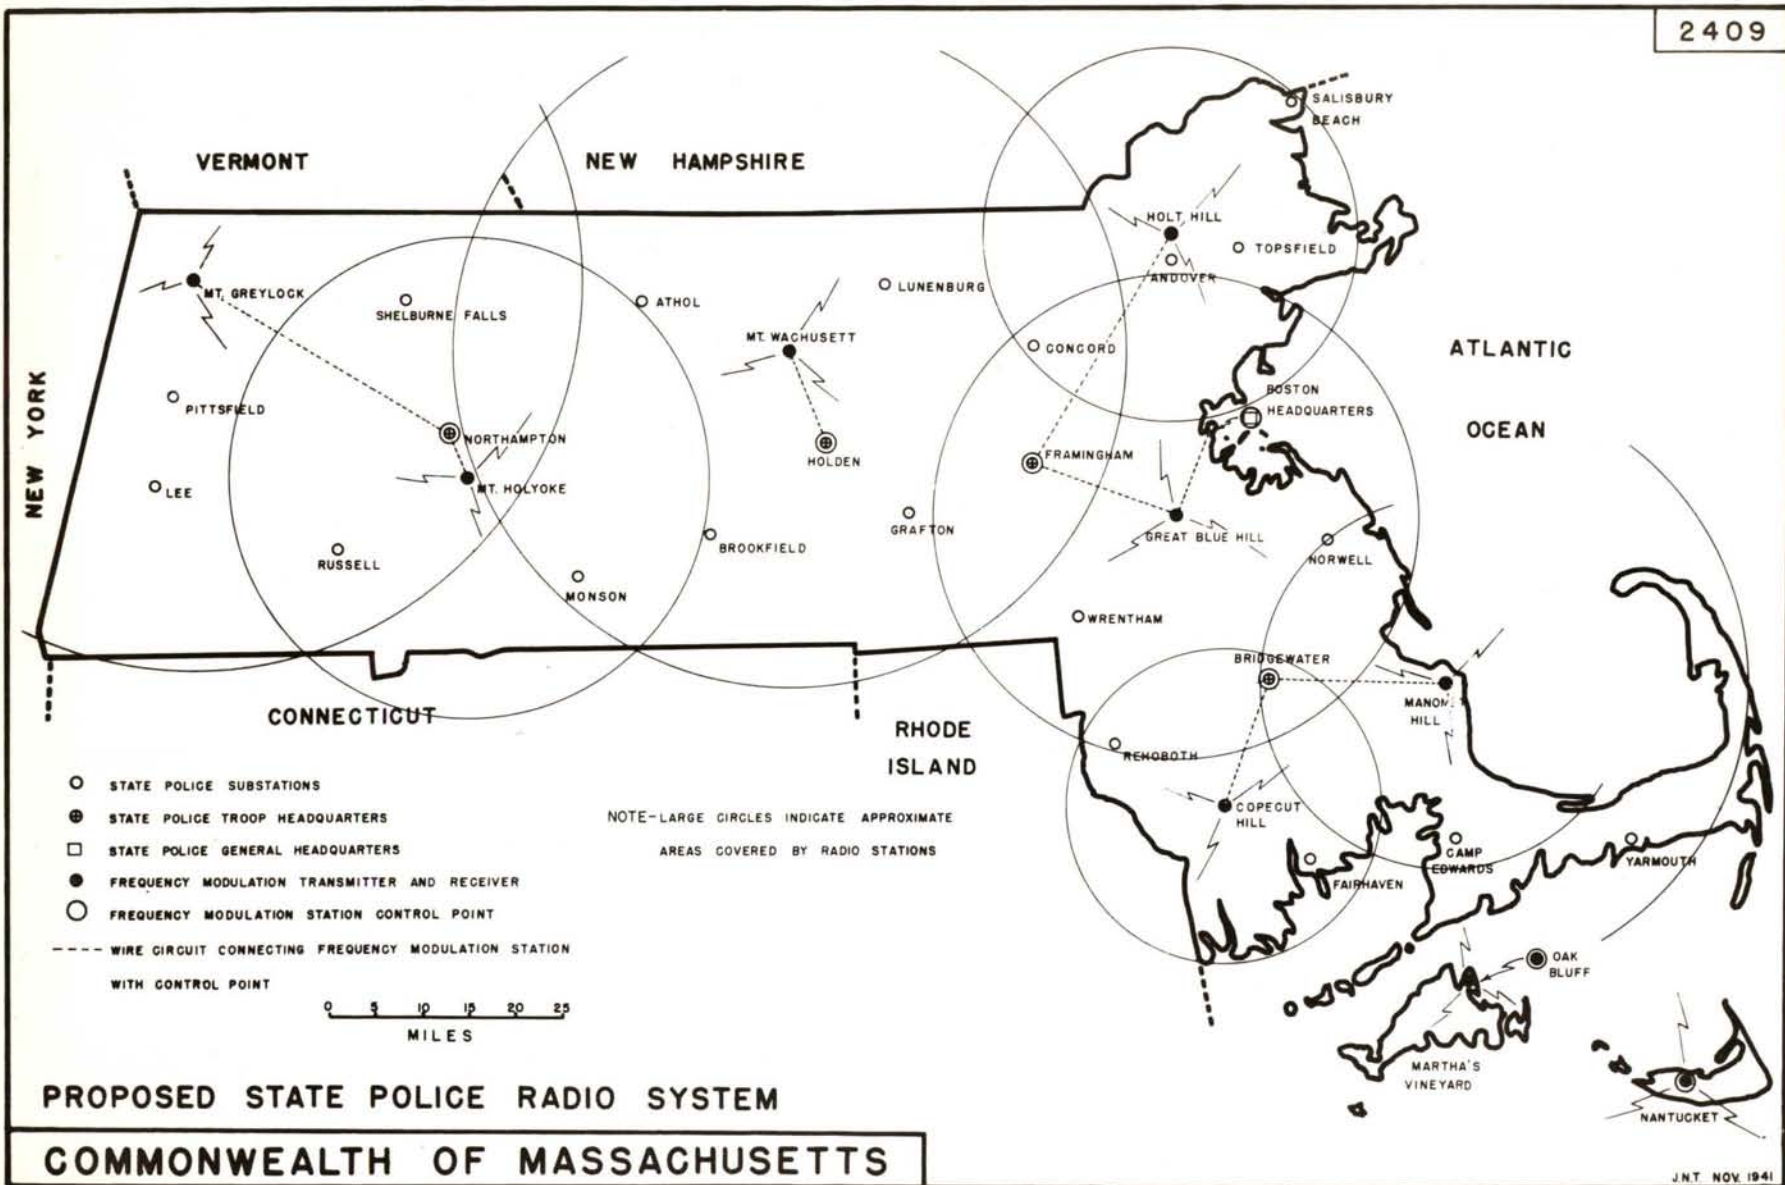 2409
SALISBURY
BEACH
VERMONT
NEW HAMPSHIRE
HOLT HILL
TOPSFIELD
ANDOVER
MT. GREYLOCK
SHELBURNE FALLS
ATHOL
LUNENBURG
MT. WACHUSETT
CONCORD
ATLANTIC
OCEAN
BOSTON
HEADQUARTERS
NEW YORK
PITTSFIELD
NORTHAMPTON
HOLDEN
FRAMINGHAM
LEE
MT. HOLYOKE
GRAFTON
GREAT BLUE HILL
RUSSELL
BROOKFIELD
NORWELL
MONSON
WRENTHAM
BRIDGEWATER
MANOMET
HILL
CONNECTICUT
RHODE
ISLAND
REHOBOTH
COPECUT
HILL
CAMP
EDWARDS
YARMOUTH
FAIRHAVEN
STATE POLICE SUBSTATIONS
STATE POLICE TROOP HEADQUARTERS
STATE POLICE GENERAL HEADQUARTERS
FREQUENCY MODULATION TRANSMITTER AND RECEIVER
FREQUENCY MODULATION STATION CONTROL POINT
WIRE CIRCUIT CONNECTING FREQUENCY MODULATION STATION
WITH CONTROL POINT
NOTE-LARGE CIRCLES INDICATE APPROXIMATE
AREAS COVERED BY RADIO STATIONS
0 5 10 15 20 25
MILES
OAK
BLUFF
MARTHA'S
VINEYARD
NANTUCKET
PROPOSED STATE POLICE RADIO SYSTEM
COMMONWEALTH OF MASSACHUSETTS
J.N.T. NOV. 1941